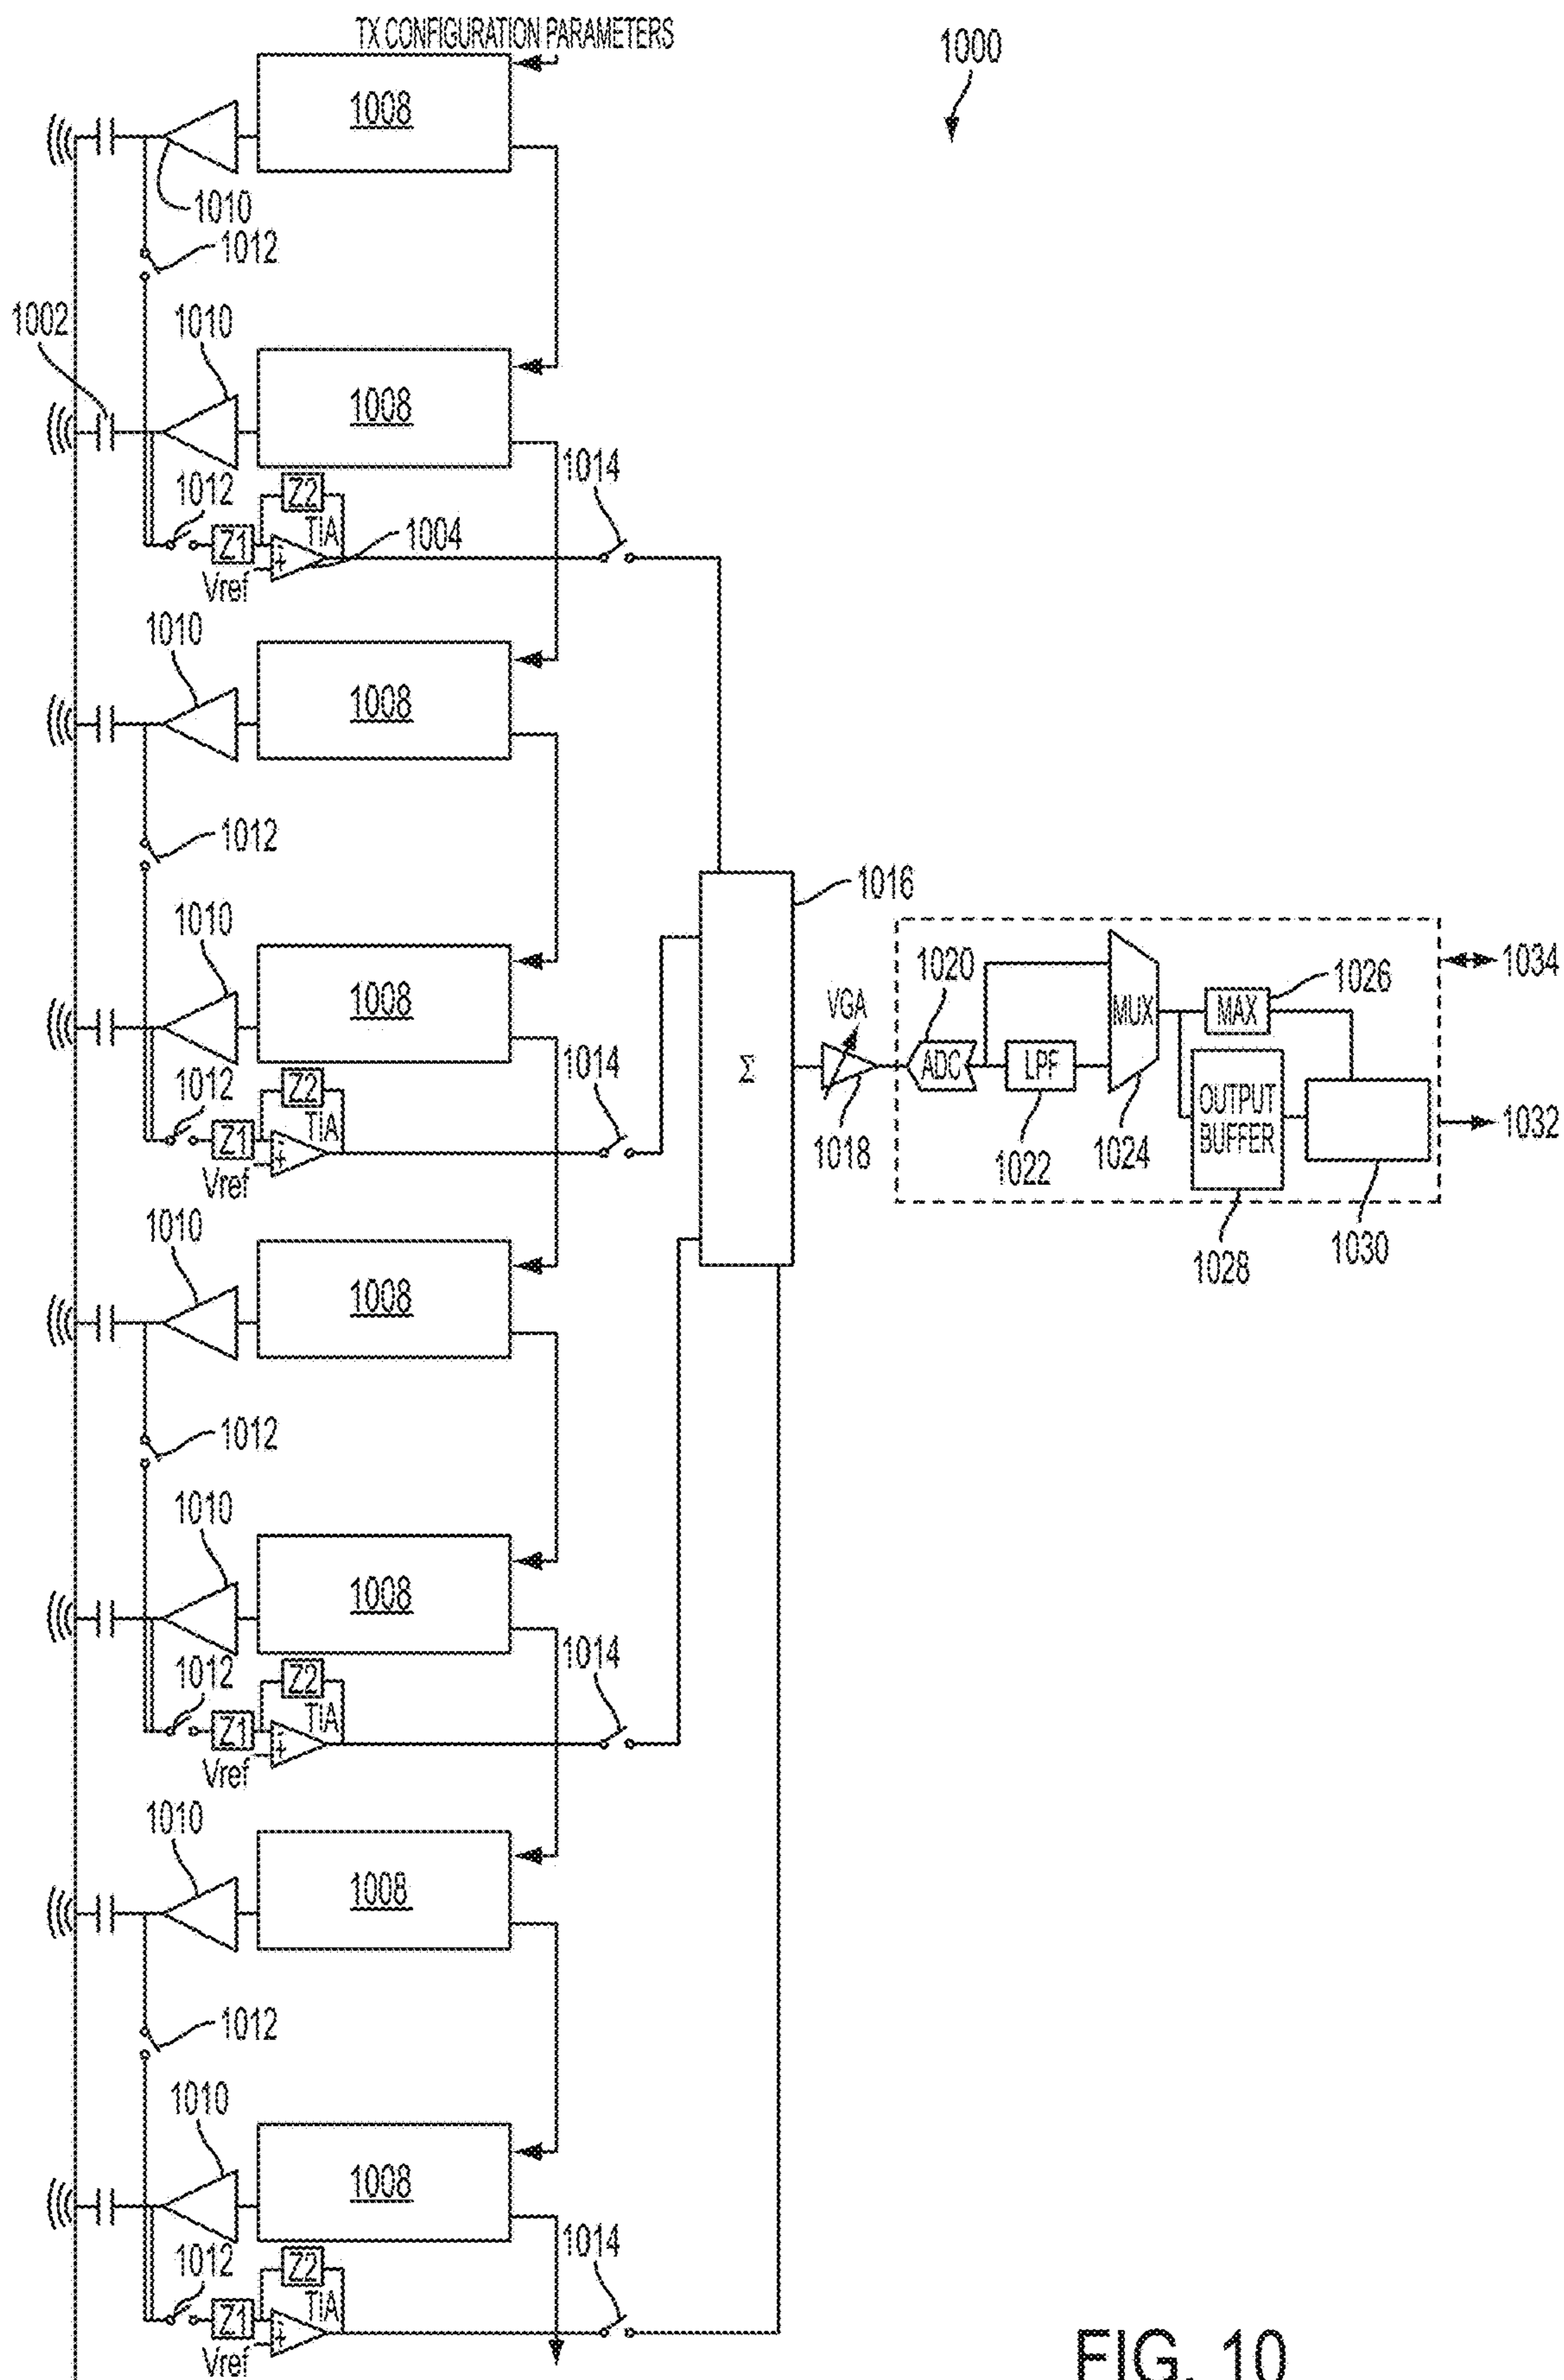 TX CONFIGURATION PARAMETERS
1000
1008
1010
1012
1002
1010
1008
1014
1012
Z2
TIA
1004
Z1
Vref
1010
1008
1012
1016
1010
1008
1014
1012
Z2
TIA
Z1
Vref
Σ
VGA
1018
1020
ADC
LPF
1022
MUX
1024
MAX
1026
OUTPUT
BUFFER
1028
1030
1034
1032
1010
1008
1012
1010
1008
1014
1012
Z2
TIA
Z1
Vref
1010
1008
1012
1010
1008
1014
1012
Z2
TIA
Z1
Vref
FIG. 10